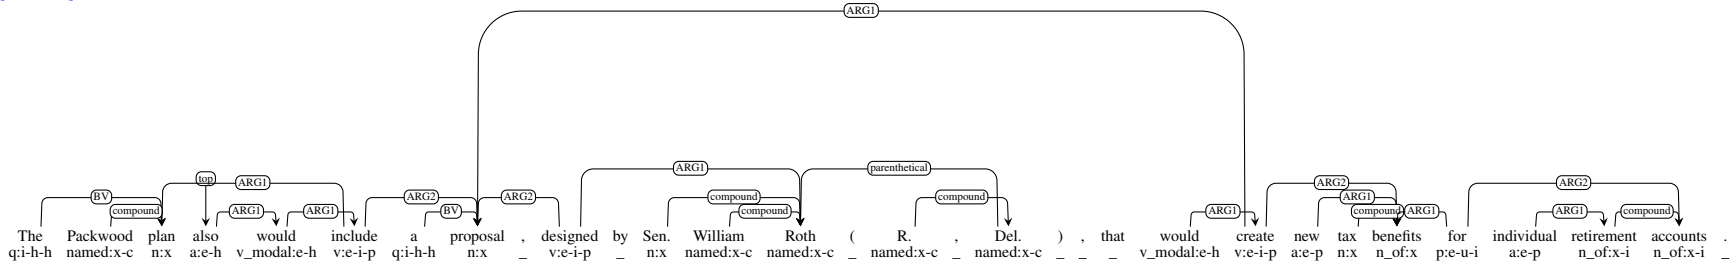 ARG1
ARG1 parenthetical
top ARG1 ARG2
BV ARG2 ARG2 compound compound ARG1
compound ARG1 ARG1 BV compound ARG1 compound ARG1 ARG1 compound
The Packwood plan also would include a proposal , designed by Sen. William Roth ( R. , Del. ) , that would create new tax benefits for individual retirement accounts .
q:i-h-h named:x-c n:x a:e-h v_modal:e-h v:e-i-p q:i-h-h n:x _ v:e-i-p _ n:x named:x-c named:x-c _ named:x-c _ named:x-c _ _ _ v_modal:e-h v:e-i-p a:e-p n:x n_of:x p:e-u-i a:e-p n_of:x-i n_of:x-i _